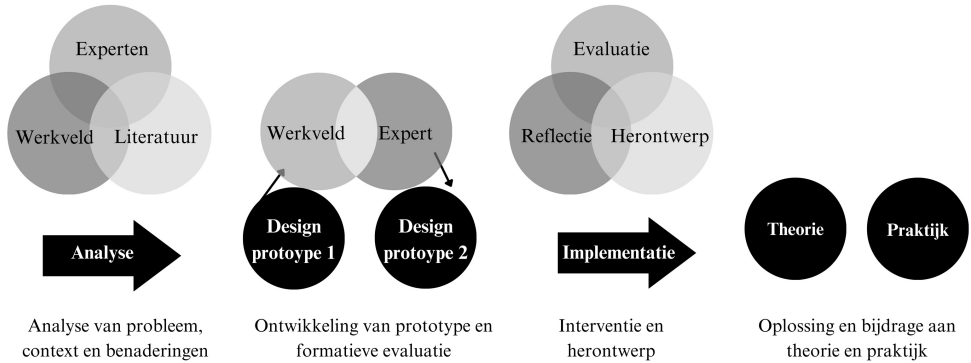 Experten
Werkveld
Literatuur
Analyse
Analyse van probleem,
context en benaderingen
Werkveld
Expert
Design
protoype 1
Design
protoype 2
Ontwikkeling van prototype en
formatieve evaluatie
Evaluatie
Reflectie
Herontwerp
Implementatie
Interventie en
herontwerp
Theorie
Praktijk
Oplossing en bijdrage aan
theorie en praktijk